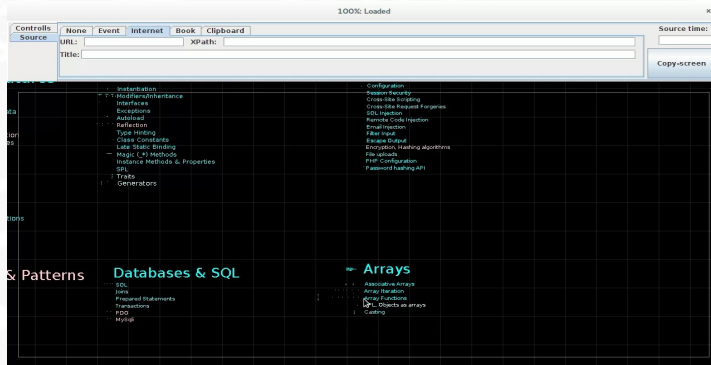 100%: Loaded
×
Controlls
Source
None
Event
Internet
Book
Clipboard
Source time:
URL:
XPath:
Title:
Copy-screen
Instantiation
Modifiers/Inheritance
Interfaces
Exceptions
Autoload
Reflection
Type Hinting
Class Constants
Late Static Binding
Magic (_*) Methods
Instance Methods & Properties
SPL
Traits
Generators
Configuration
Session Security
Cross-Site Scripting
Cross-Site Request Forgeries
SQL Injection
Remote Code Injection
Email Injection
Filter Input
Escape Output
Encryption, Hashing algorithms
File uploads
PHP Configuration
Password hashing API
& Patterns
Databases & SQL
SQL
Joins
Prepared Statements
Transactions
PDO
MySqli
Arrays
Associative Arrays
Array Iteration
Array Functions
Objects as arrays
Casting